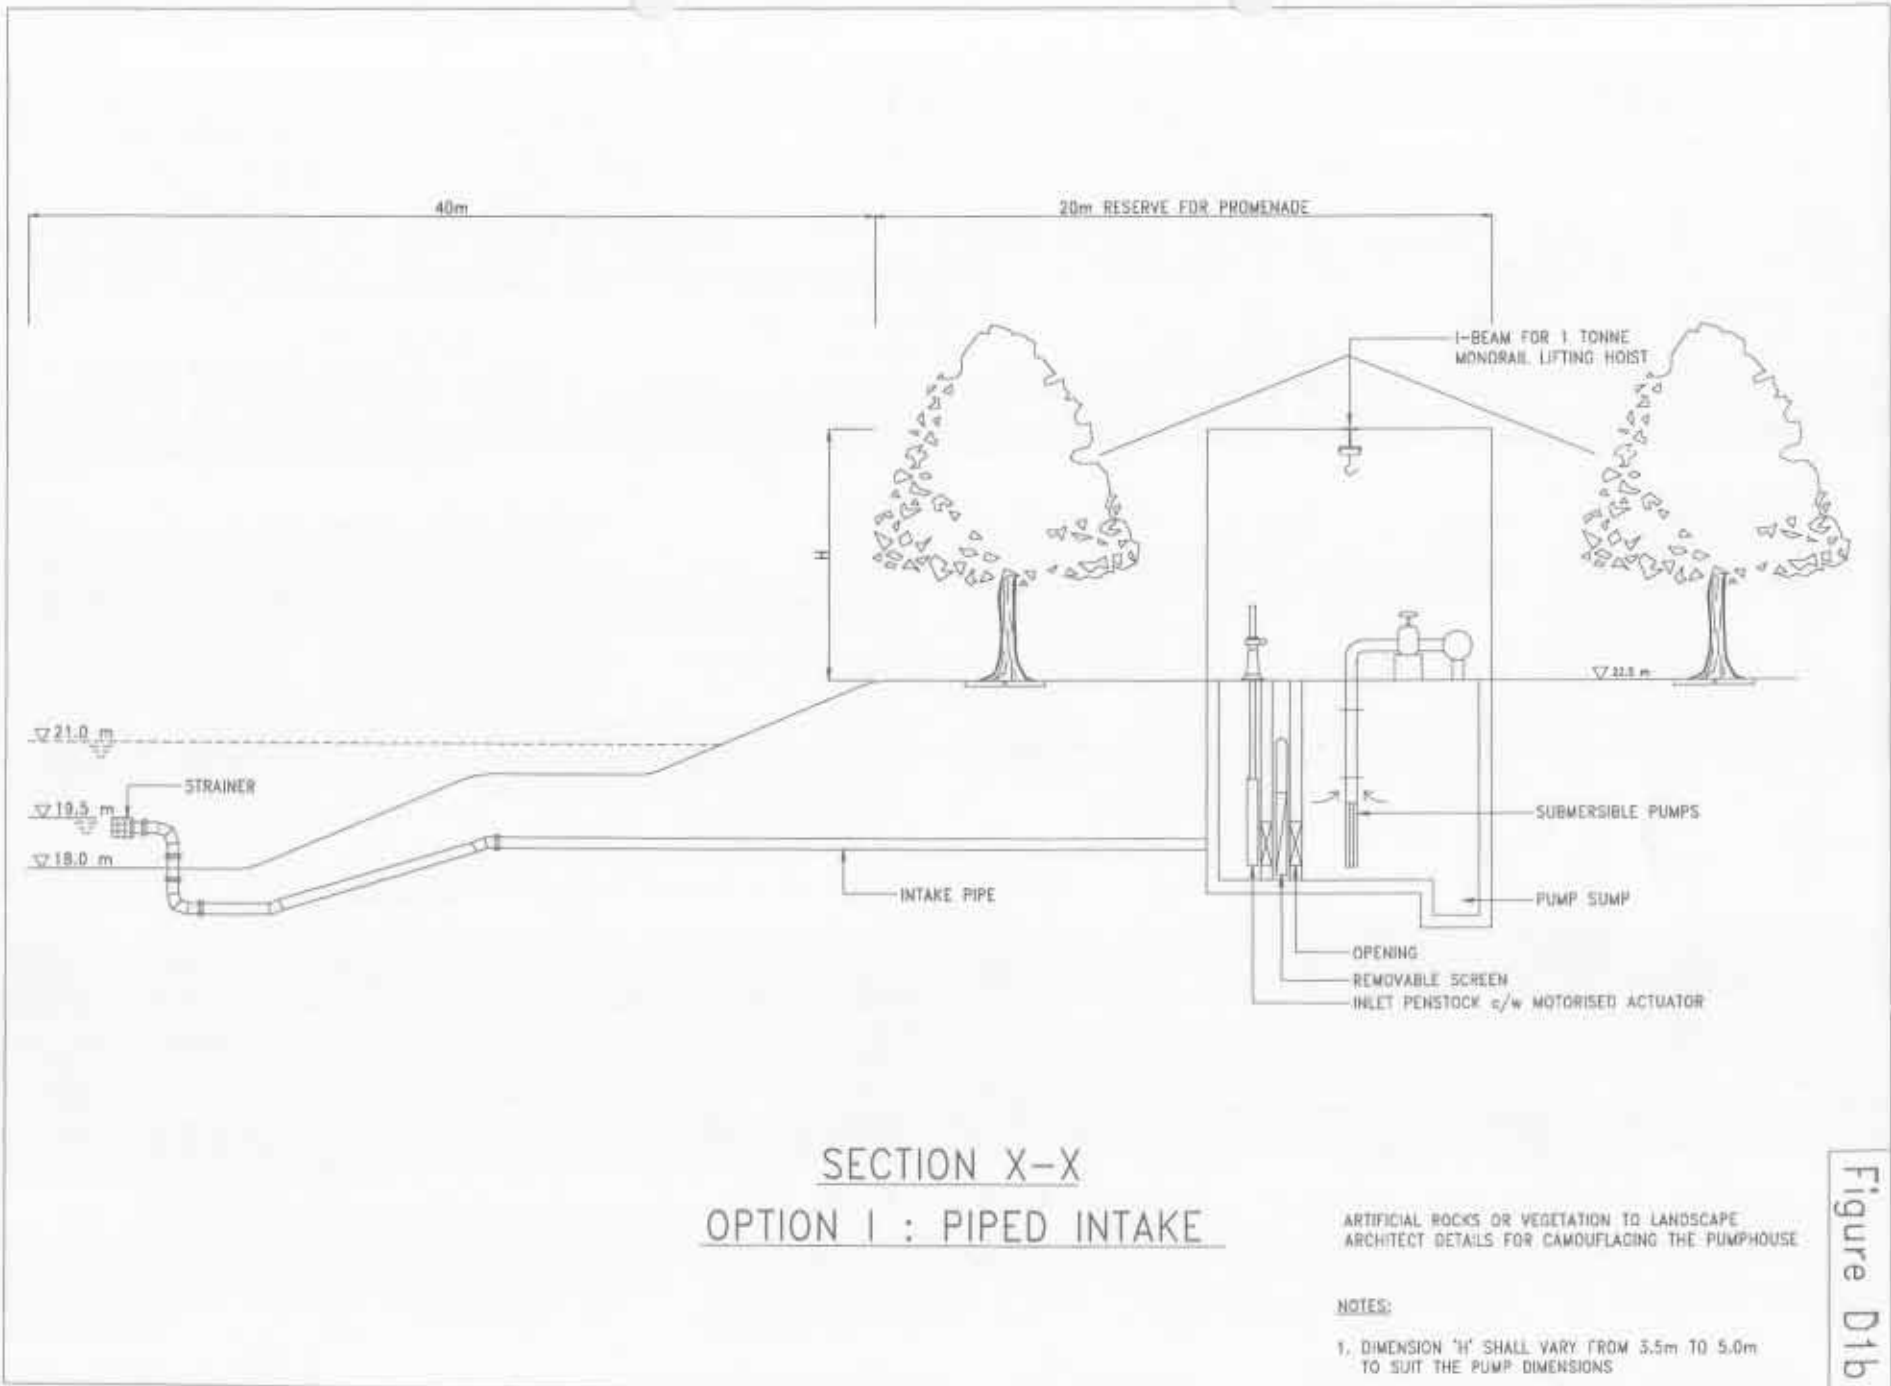 40m
20m RESERVE FOR PROMENADE
I-BEAM FOR 1 TONNE
MONORAIL LIFTING HOIST
H
22.5 m
21.0 m
STRAINER
19.5 m
SUBMERSIBLE PUMPS
18.0 m
INTAKE PIPE
PUMP SUMP
OPENING
REMOVABLE SCREEN
INLET PENSTOCK c/w MOTORISED ACTUATOR
SECTION X-X
OPTION I : PIPED INTAKE
ARTIFICIAL ROCKS OR VEGETATION TO LANDSCAPE
ARCHITECT DETAILS FOR CAMOUFLAGING THE PUMPHOUSE
NOTES:
1. DIMENSION 'H' SHALL VARY FROM 3.5m TO 5.0m
TO SUIT THE PUMP DIMENSIONS
Figure D1b